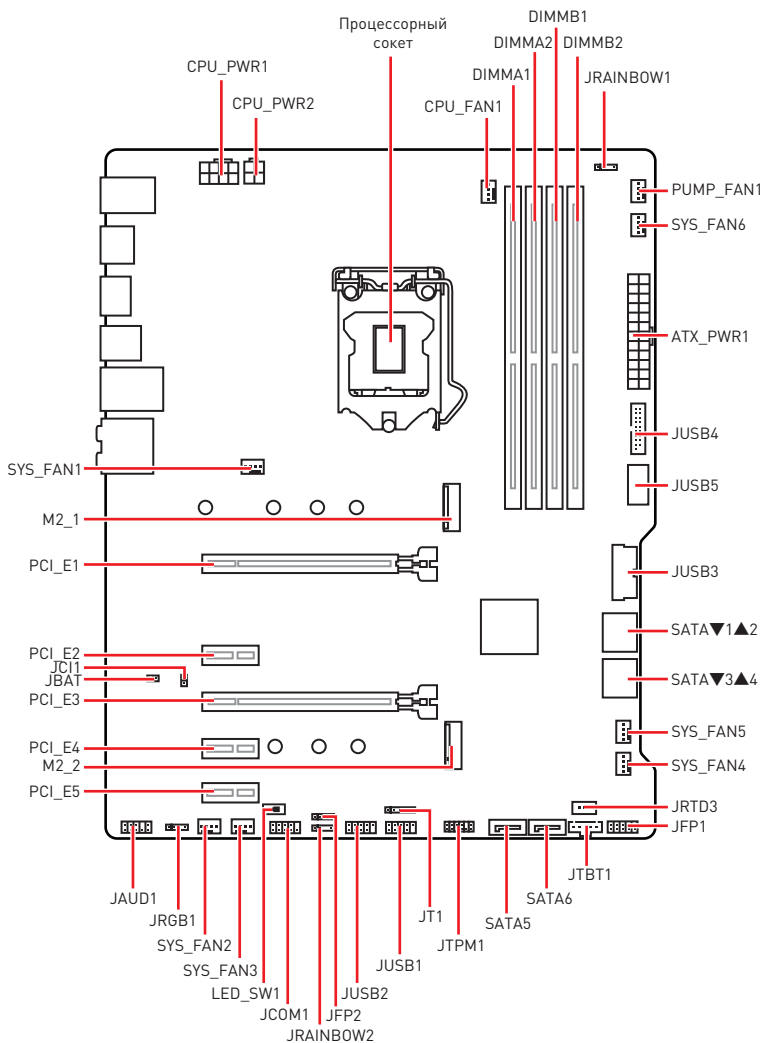 Процессорный
сокет
DIMMB1
DIMMA2
DIMMB2
DIMMA1
JRAINBOW1
CPU_PWR1
CPU_PWR2
CPU_FAN1
PUMP_FAN1
SYS_FAN6
ATX_PWR1
JUSB4
SYS_FAN1
JUSB5
M2_1
PCI_E1
JUSB3
SATA▼1▲2
PCI_E2
JCI1
JBAT
SATA▼3▲4
PCI_E3
SYS_FAN5
PCI_E4
M2_2
SYS_FAN4
PCI_E5
JRTD3
JFP1
JAUD1
JRGB1
SYS_FAN2
SYS_FAN3
LED_SW1
JCOM1
JRAINBOW2
JFP2
JUSB2
JUSB1
JT1
JTPM1
SATA5
SATA6
JTBT1